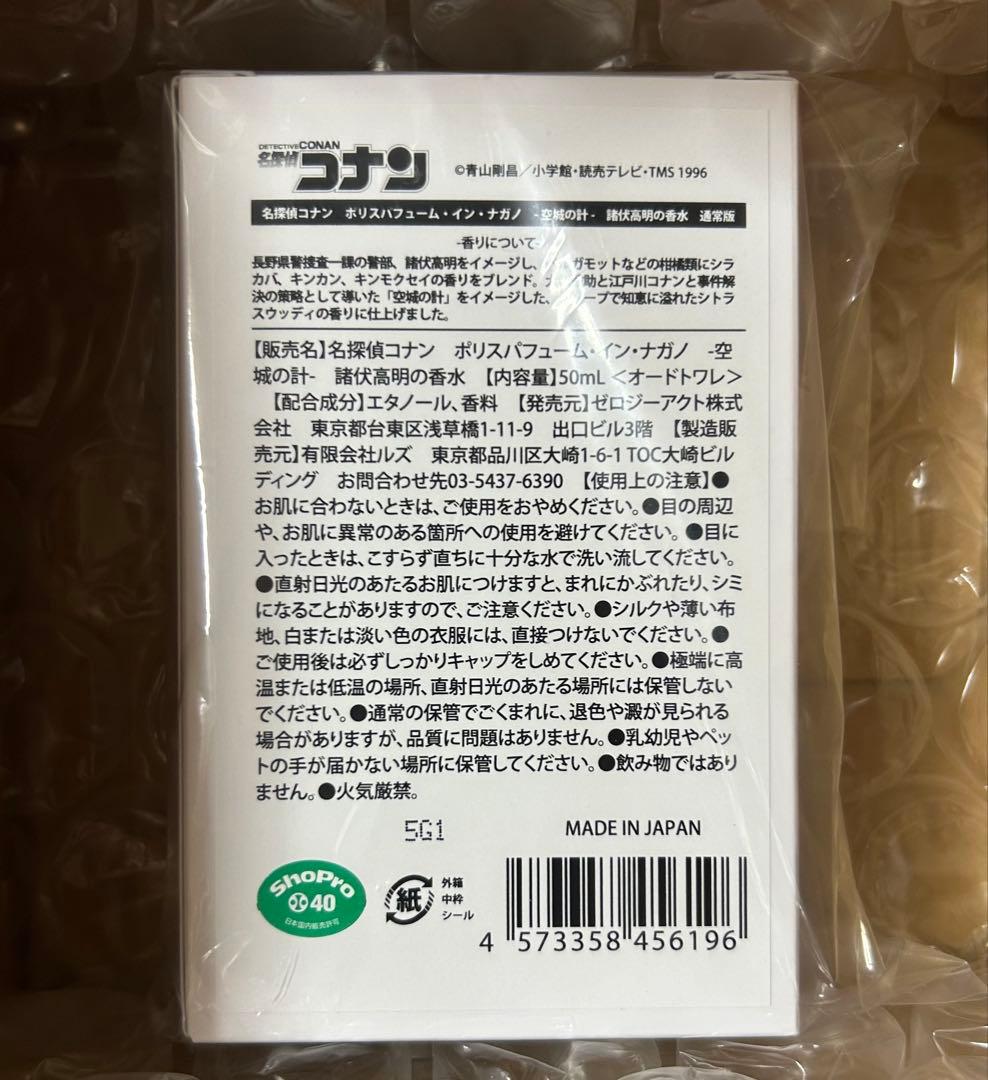 DETECTIVE CONAN
名探偵コナン
©青山剛昌/小学館・読売テレビ・TMS 1996
名探偵コナン ポリスパフューム・イン・ナガノ -空城の計- 諸伏高明の香水 通常版
-香りについて-
長野県警捜査一課の警部、諸伏高明をイメージし、 ガモットなどの柑橘類にシラ
カバ、キンカン、キンモクセイの香りをブレンド。 助と江戸川コナンと事件解
決の策略として導いた「空城の計」をイメージした、 ープで知恵に溢れたシトラ
スウッディの香りに仕上げました。
【販売名】名探偵コナン ポリスパフューム・イン・ナガノ -空
城の計- 諸伏高明の香水 【内容量】50mL <オードトワレ>
【配合成分】エタノール、香料 【発売元】ゼロジーアクト株式
会社 東京都台東区浅草橋1-11-9 出口ビル3階 【製造販
売元】有限会社ルズ 東京都品川区大崎1-6-1 TOC大崎ビル
ディング お問合わせ先03-5437-6390 【使用上の注意】●
お肌に合わないときは、ご使用をおやめください。●目の周辺
や、お肌に異常のある箇所への使用を避けてください。●目に
入ったときは、こすらず直ちに十分な水で洗い流してください。
●直射日光のあたるお肌につけますと、まれにかぶれたり、シミ
になることがありますので、ご注意ください。●シルクや薄い布
地、白または淡い色の衣服には、直接つけないでください。●
ご使用後は必ずしっかりキャップをしめてください。●極端に高
温または低温の場所、直射日光のあたる場所には保管しない
でください。●通常の保管でごくまれに、退色や澱が見られる
場合がありますが、品質に問題はありません。●乳幼児やペッ
トの手が届かない場所に保管してください。●飲み物ではあり
ません。●火気厳禁。
5G1
MADE IN JAPAN
ShoPro
40
日本国内販売許可
紙
外箱
中枠
シール
4 573358 456196